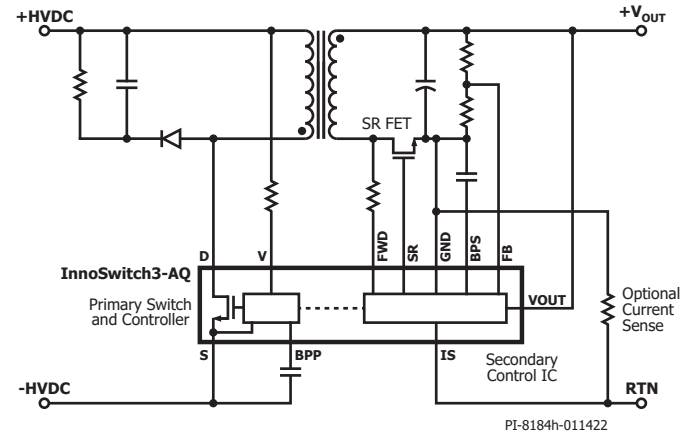 +HVDC
+V_OUT
SR FET
D
V
FWD
SR
GND
BPS
FB
InnoSwitch3-AQ
Primary Switch
and Controller
VOUT
Optional
Current
Sense
S
BPP
IS
Secondary
Control IC
-HVDC
RTN
PI-8184h-011422